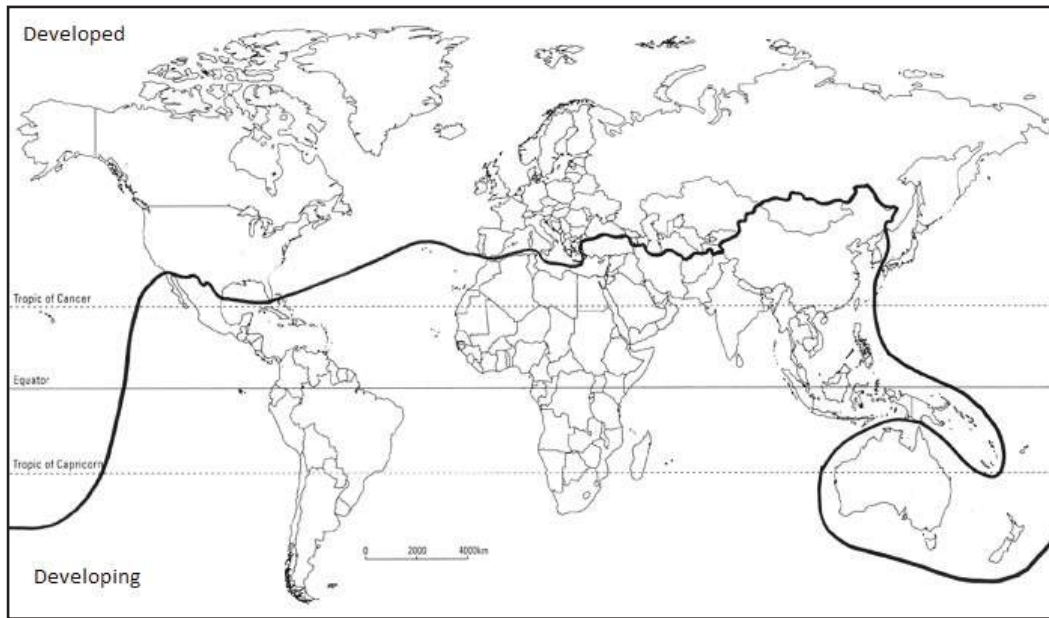 Developed
Tropic of Cancer
Equator
Tropic of Capricorn
0 2000 4000km
Developing